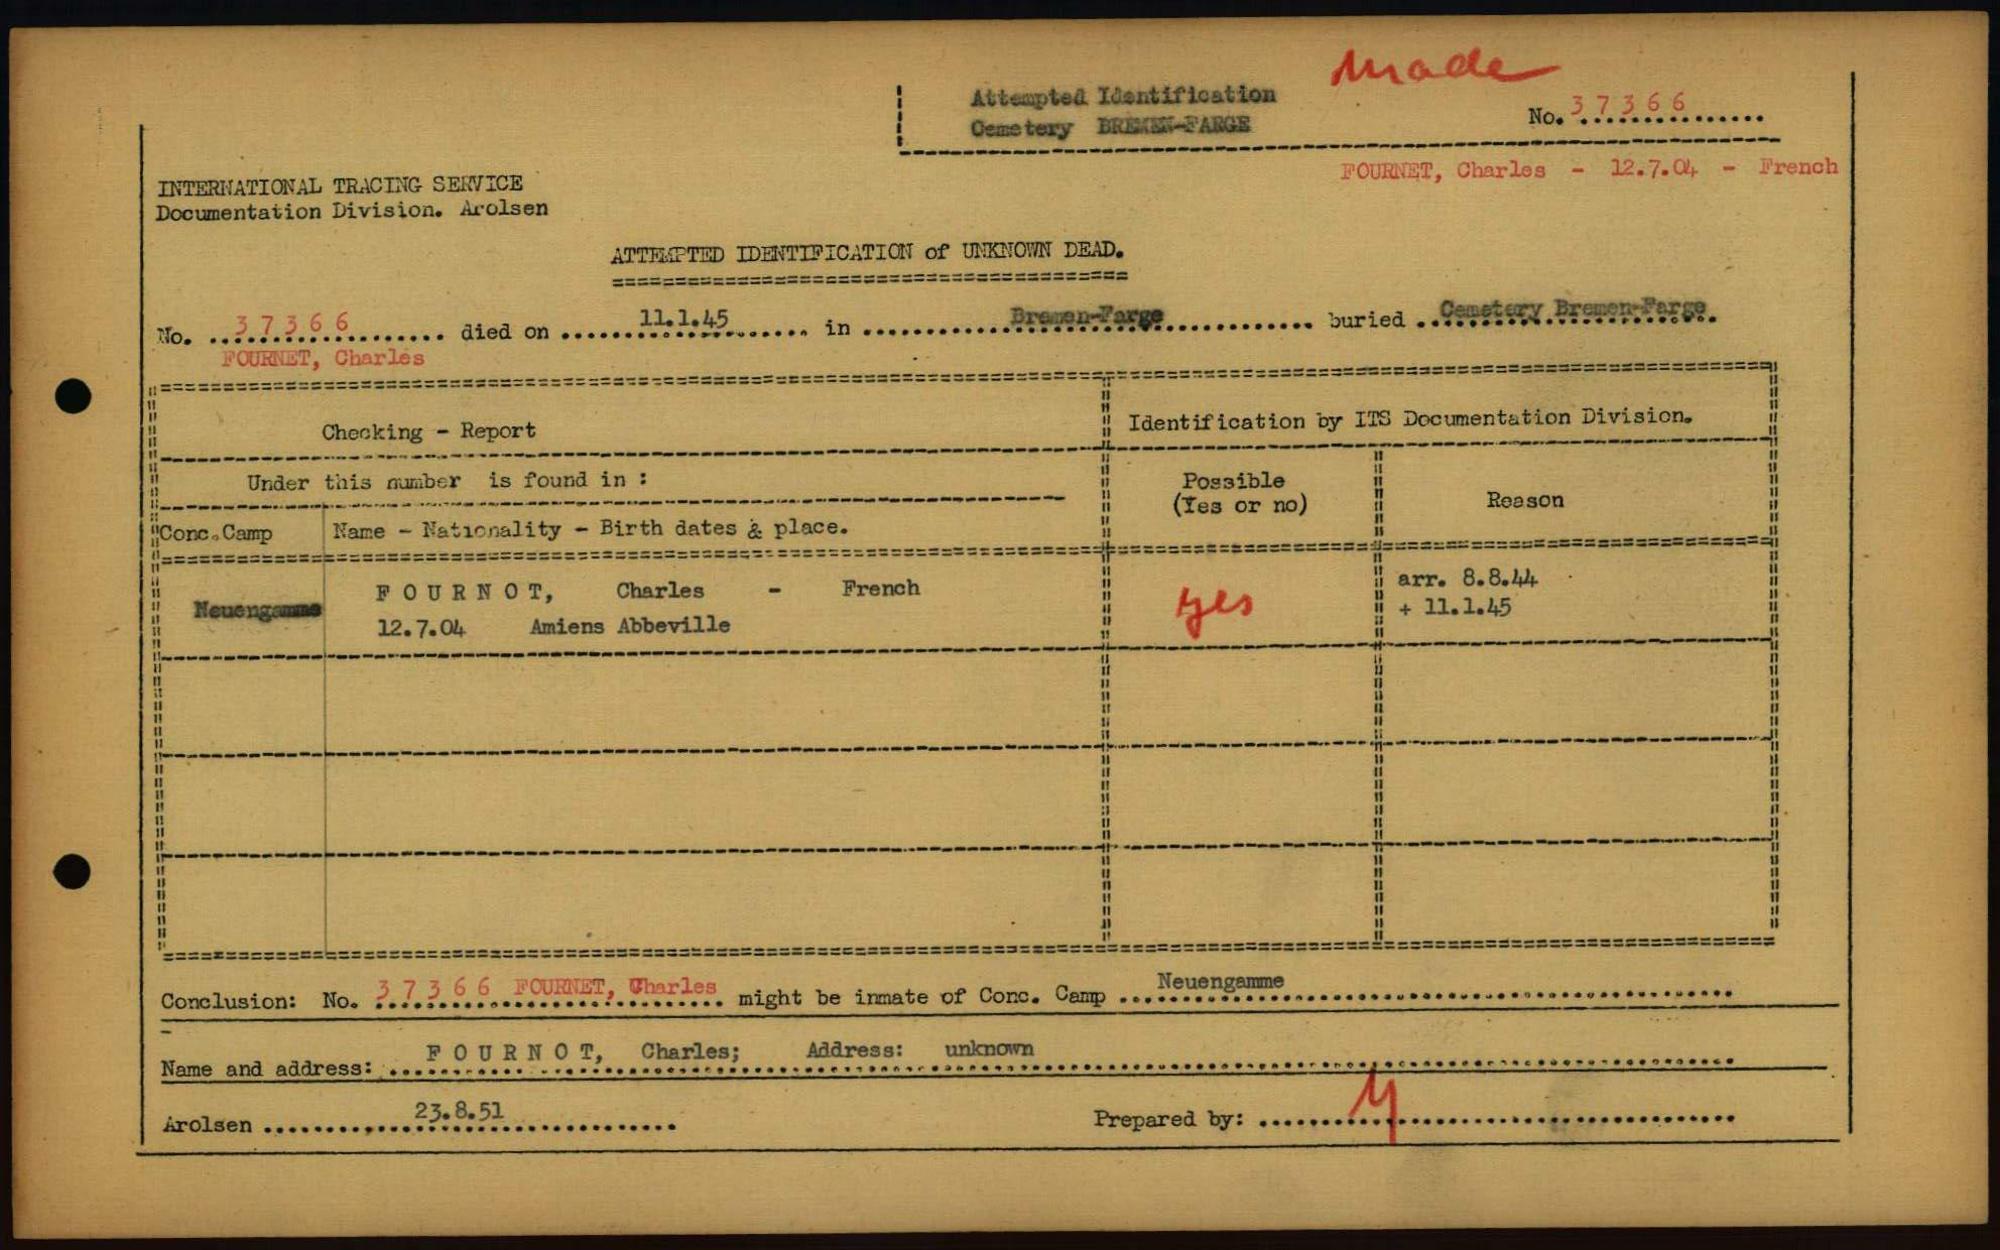 made
Attempted Identification
Cemetery BREMEN-FARGE
No. 37366
FOURNET, Charles - 12.7.04 - French
INTERNATIONAL TRACING SERVICE
Documentation Division. Arolsen
ATTEMPTED IDENTIFICATION of UNKNOWN DEAD.
No. 37366 died on 11.1.45 in Bremen-Farge buried Cemetery Bremen-Farge.
FOURNET, Charles
Checking - Report
Identification by ITS Documentation Division.
Under this number is found in :
Possible
(Yes or no)
Reason
Conc.Camp
Name - Nationality - Birth dates & place.
Neuengamme
F O U R N O T, Charles - French
12.7.04 Amiens Abbeville
yes
arr. 8.8.44
+ 11.1.45
Conclusion: No. 37366 FOURNET, Charles might be inmate of Conc. Camp Neuengamme
Name and address: F O U R N O T, Charles; Address: unknown
Arolsen 23.8.51
Prepared by: